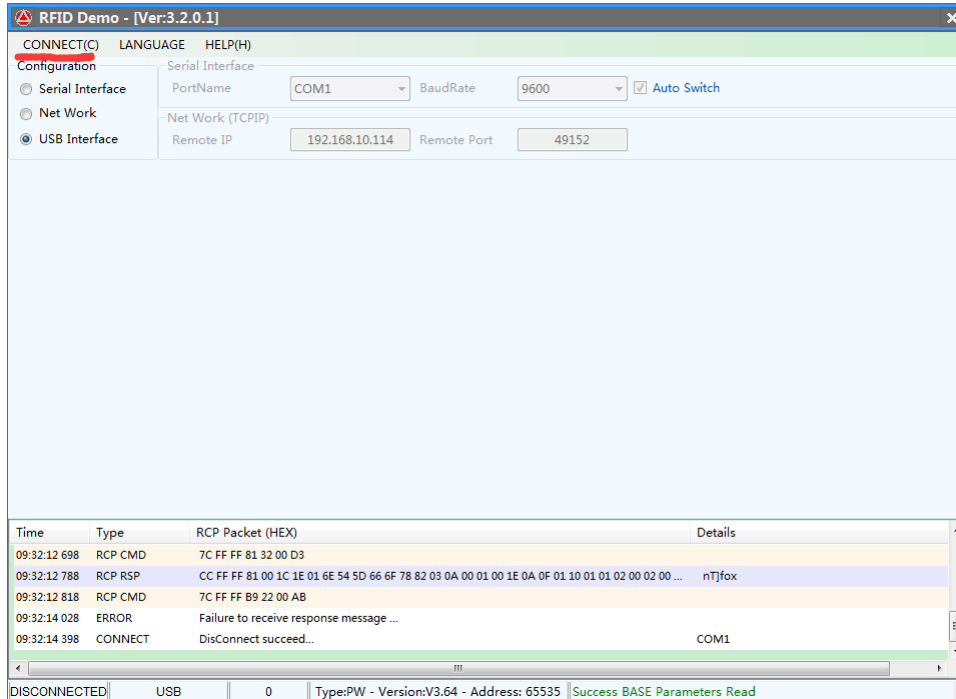 RFID Demo - [Ver:3.2.0.1]
CONNECT(C) LANGUAGE HELP(H)
Configuration
Serial Interface
Net Work
USB Interface
Serial Interface
PortName COM1 BaudRate 9600 Auto Switch
Net Work (TCPIP)
Remote IP 192.168.10.114 Remote Port 49152
Time Type RCP Packet (HEX) Details
09:32:12 698 RCP CMD 7C FF FF 81 32 00 D3
09:32:12 788 RCP RSP CC FF FF 81 00 1C 1E 01 6E 54 5D 66 6F 78 82 03 0A 00 01 00 1E 0A 0F 01 10 01 01 02 00 02 00 ... nT]fox
09:32:12 818 RCP CMD 7C FF FF B9 22 00 AB
09:32:14 028 ERROR Failure to receive response message ...
09:32:14 398 CONNECT DisConnect succeed... COM1
DISCONNECTED USB 0 Type:PW - Version:V3.64 - Address: 65535 Success BASE Parameters Read